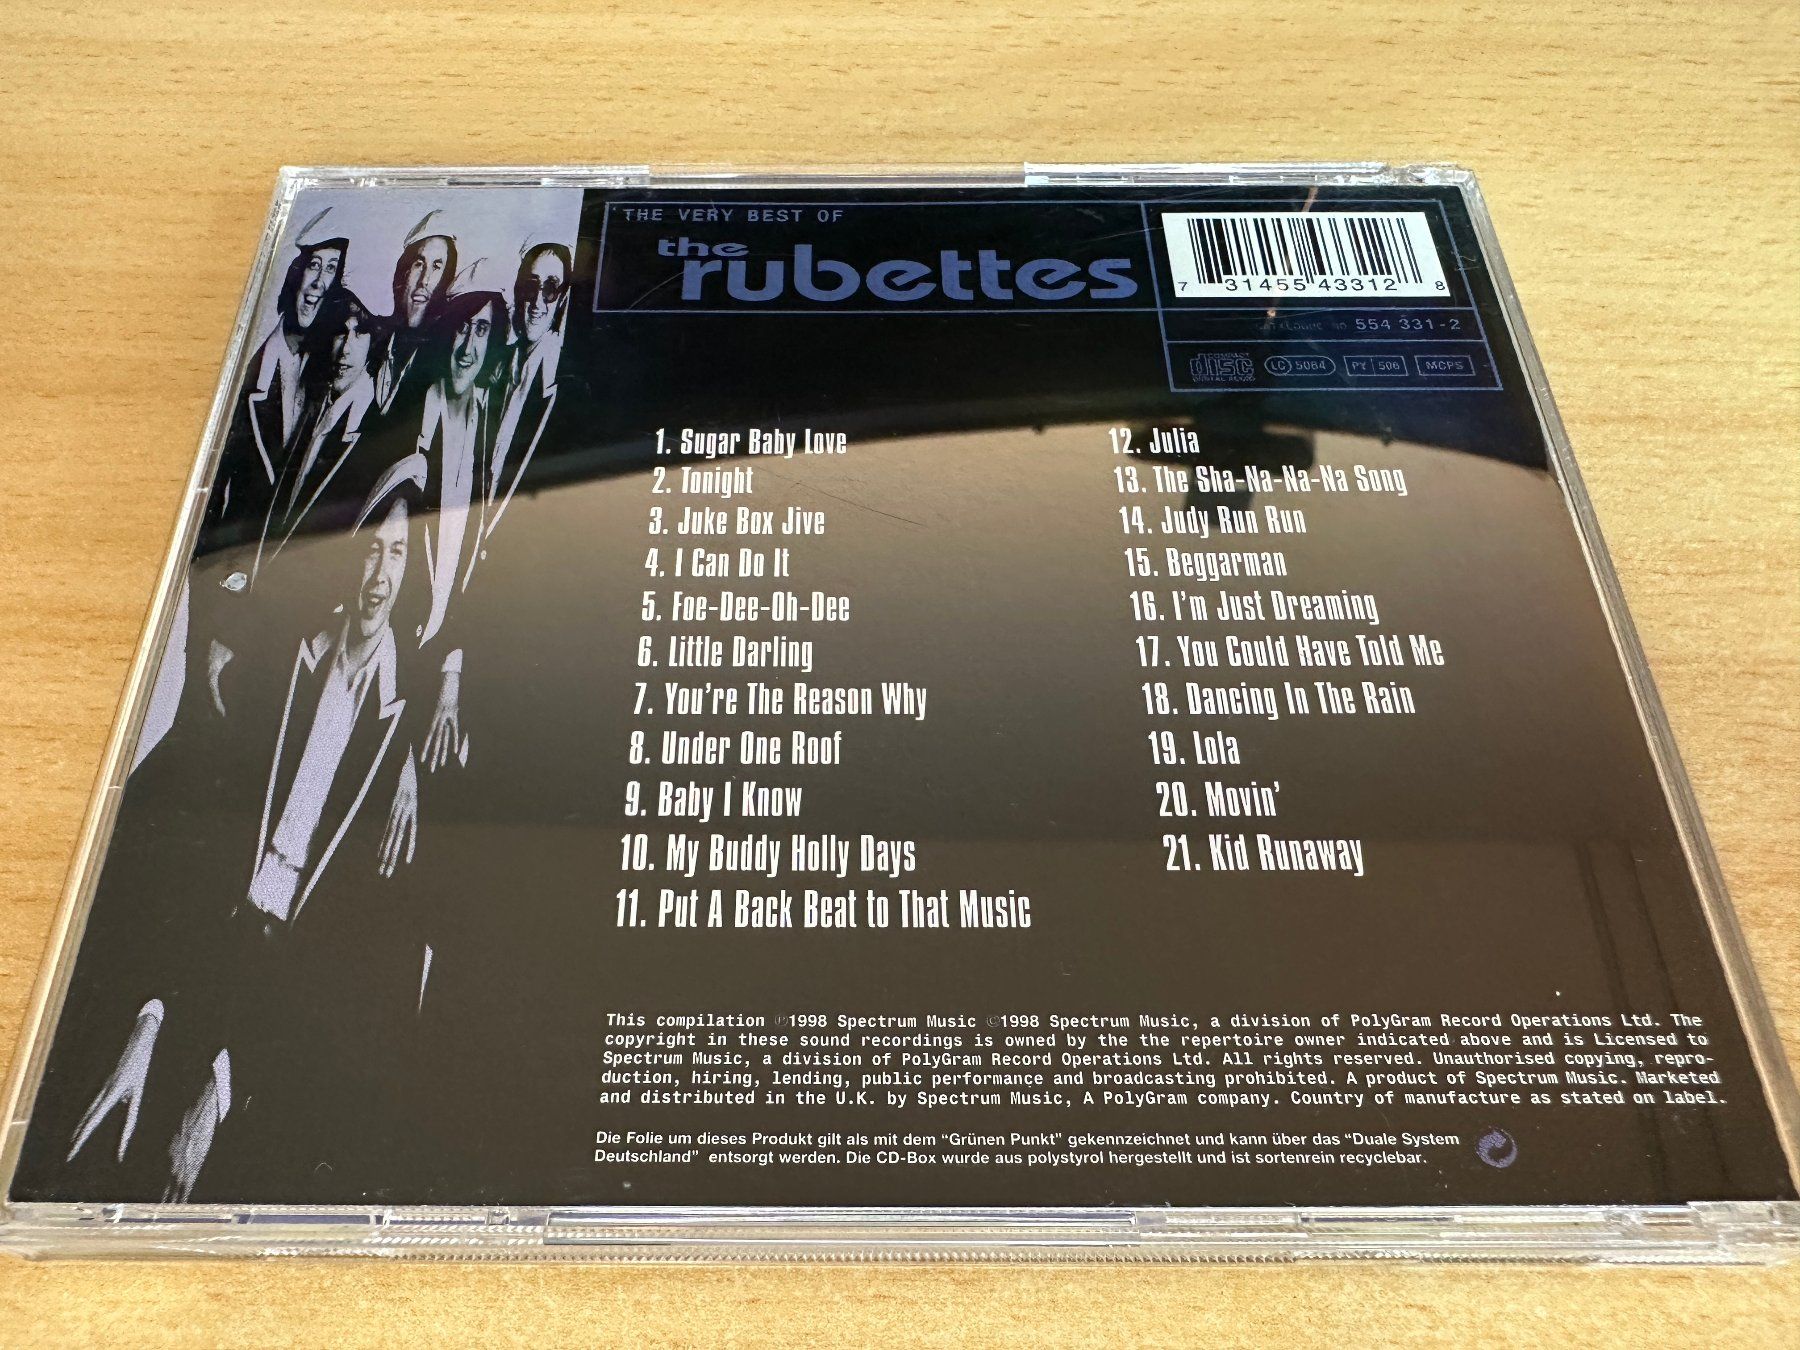 THE VERY BEST OF
the
rubettes
7 31455 43312 8
CATALOGUE NO 554 331-2
COMPACT
disc
DIGITAL AUDIO
LC 5064
PY 506
MCPS
1. Sugar Baby Love
2. Tonight
3. Juke Box Jive
4. I Can Do It
5. Foe-Dee-Oh-Dee
6. Little Darling
7. You're The Reason Why
8. Under One Roof
9. Baby I Know
10. My Buddy Holly Days
11. Put A Back Beat to That Music
12. Julia
13. The Sha-Na-Na-Na Song
14. Judy Run Run
15. Beggarman
16. I'm Just Dreaming
17. You Could Have Told Me
18. Dancing In The Rain
19. Lola
20. Movin'
21. Kid Runaway
This compilation ℗1998 Spectrum Music ©1998 Spectrum Music, a division of PolyGram Record Operations Ltd. The
copyright in these sound recordings is owned by the the repertoire owner indicated above and is Licensed to
Spectrum Music, a division of PolyGram Record Operations Ltd. All rights reserved. Unauthorised copying, repro-
duction, hiring, lending, public performance and broadcasting prohibited. A product of Spectrum Music. Marketed
and distributed in the U.K. by Spectrum Music, A PolyGram company. Country of manufacture as stated on label.
Die Folie um dieses Produkt gilt als mit dem “Grünen Punkt” gekennzeichnet und kann über das “Duale System
Deutschland” entsorgt werden. Die CD-Box wurde aus polystyrol hergestellt und ist sortenrein recyclebar.